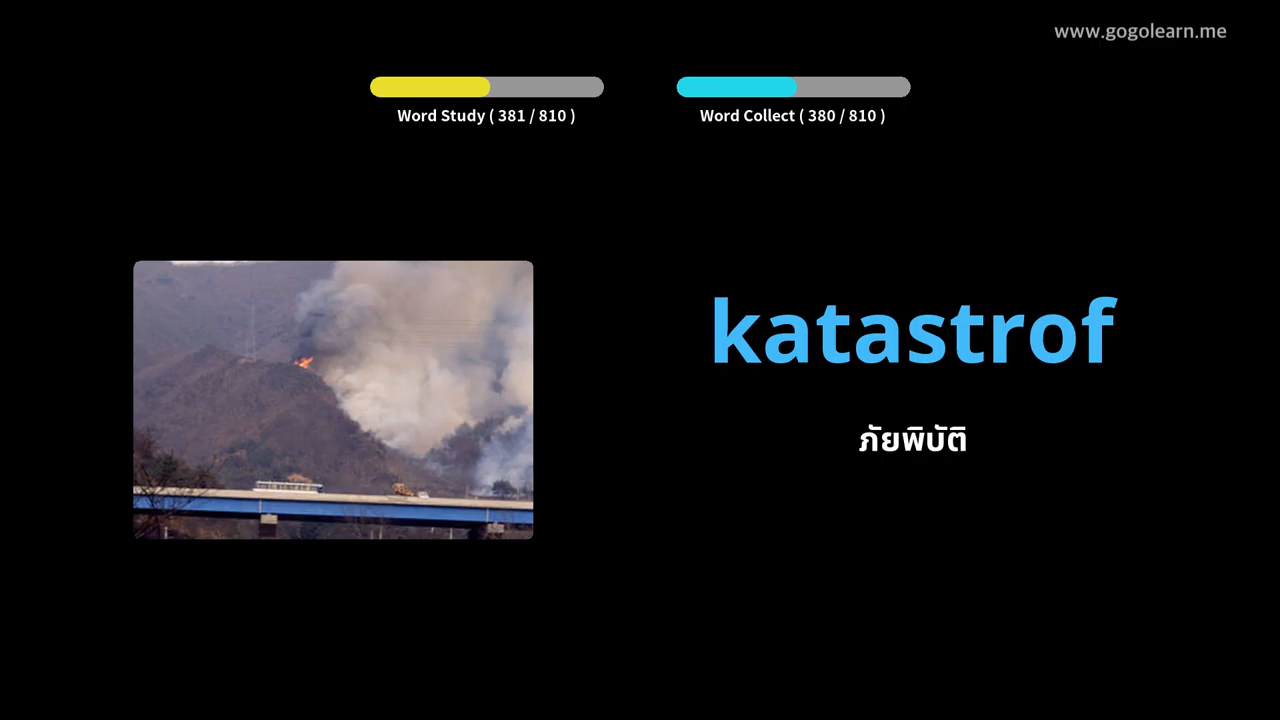 www.gogolearn.me
Word Study ( 381 / 810 )
Word Collect ( 380 / 810 )
katastrof
ภัยพิบัติ